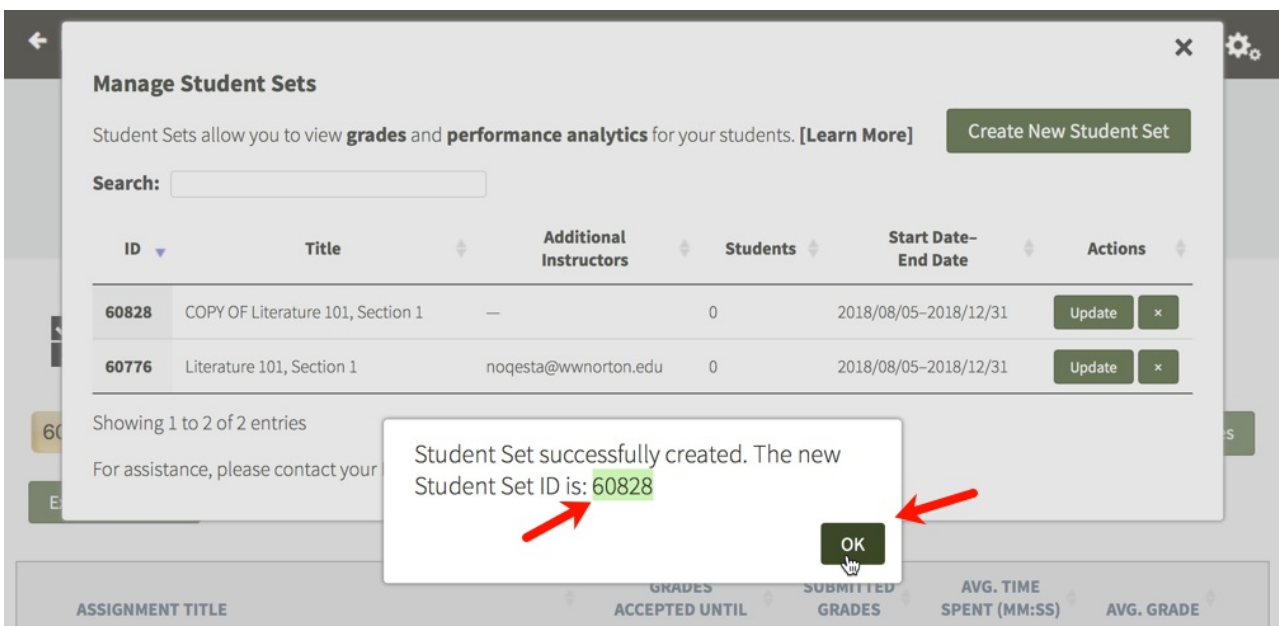 Manage Student Sets
Student Sets allow you to view grades and performance analytics for your students. [Learn More]
Create New Student Set
Search:
ID Title Additional Instructors Students Start Date– End Date Actions
60828 COPY OF Literature 101, Section 1 — 0 2018/08/05–2018/12/31 Update ×
60776 Literature 101, Section 1 noqesta@wwnorton.edu 0 2018/08/05–2018/12/31 Update ×
Showing 1 to 2 of 2 entries
For assistance, please contact your
Student Set successfully created. The new
Student Set ID is: 60828
OK
ASSIGNMENT TITLE GRADES ACCEPTED UNTIL SUBMITTED GRADES AVG. TIME SPENT (MM:SS) AVG. GRADE